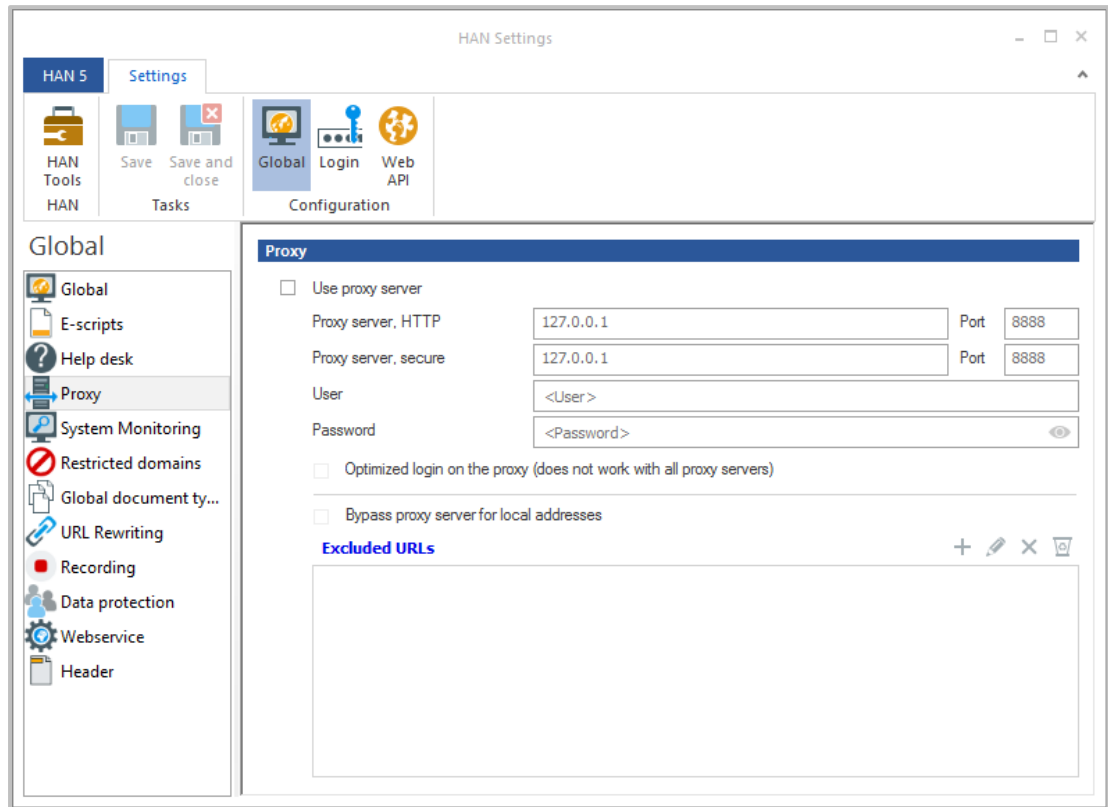 HAN Settings
HAN 5 Settings
HAN Tools
Save
Save and close
Global
Login
Web API
HAN
Tasks
Configuration
Global
Global
E-scripts
Help desk
Proxy
System Monitoring
Restricted domains
Global document ty...
URL Rewriting
Recording
Data protection
Webservice
Header
Proxy
Use proxy server
Proxy server, HTTP 127.0.0.1 Port 8888
Proxy server, secure 127.0.0.1 Port 8888
User <User>
Password <Password>
Optimized login on the proxy (does not work with all proxy servers)
Bypass proxy server for local addresses
Excluded URLs